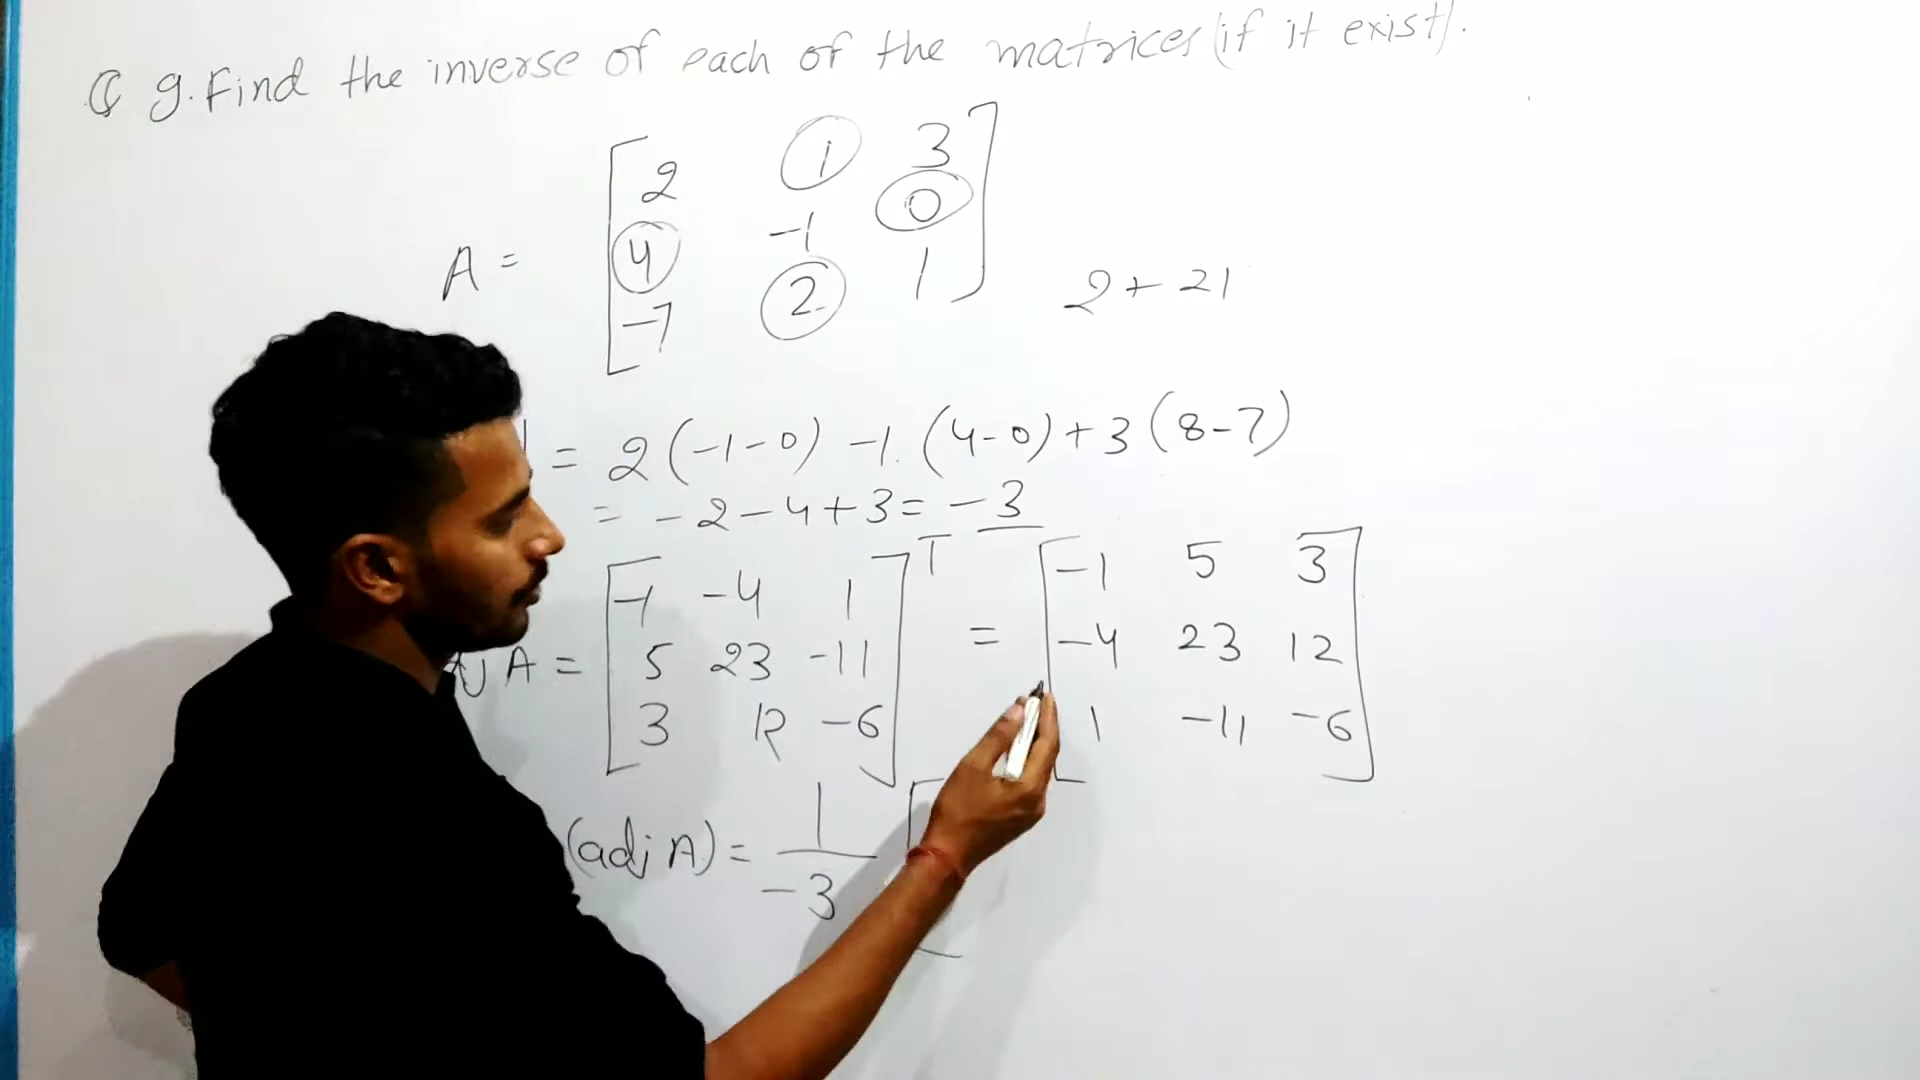 Q 9. Find the inverse of each of the matrices (if it exist).
2 1 3
A = 4 -1 0
-7 2 1
2 + 21
= 2(-1-0) -1.(4-0)+3(8-7)
= -2-4+3= -3
[-1 -4 1]T [-1 5 3]
A = [5 23 -11] = [-4 23 12]
[3 12 -6] [1 -11 -6]
(adj A) = 1/-3 [